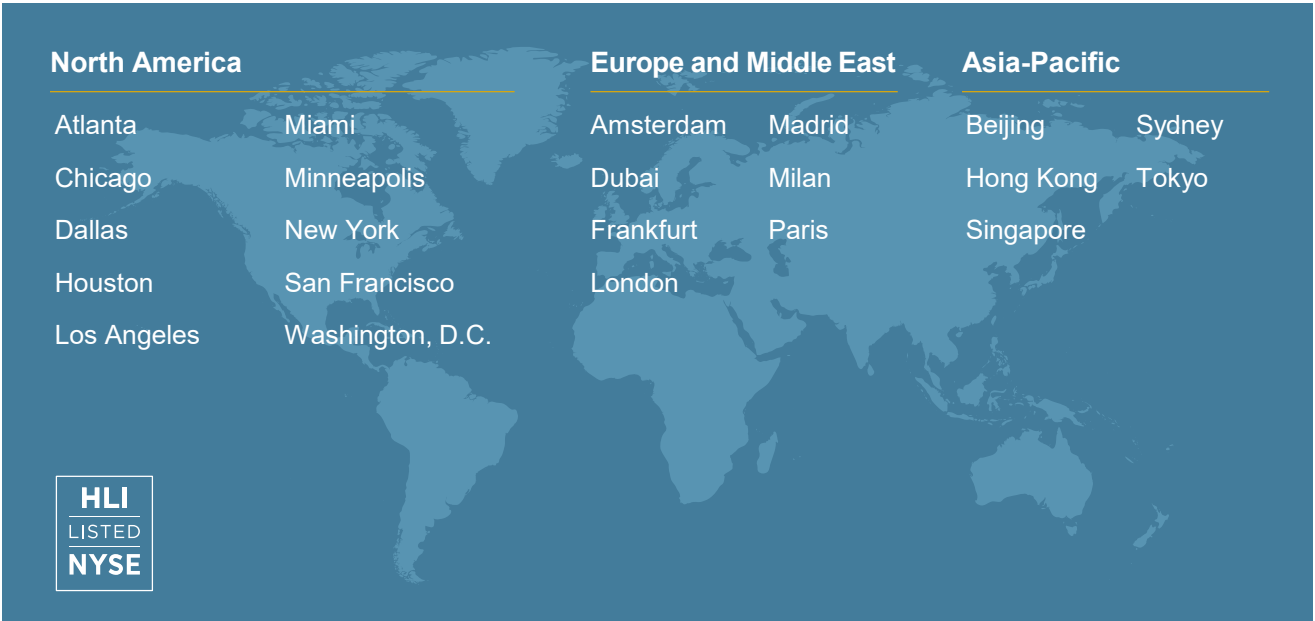 North America
Atlanta
Chicago
Dallas
Houston
Los Angeles
Miami
Minneapolis
New York
San Francisco
Washington, D.C.
Europe and Middle East
Amsterdam
Dubai
Frankfurt
London
Madrid
Milan
Paris
Asia-Pacific
Beijing
Hong Kong
Singapore
Sydney
Tokyo
HLI
LISTED
NYSE